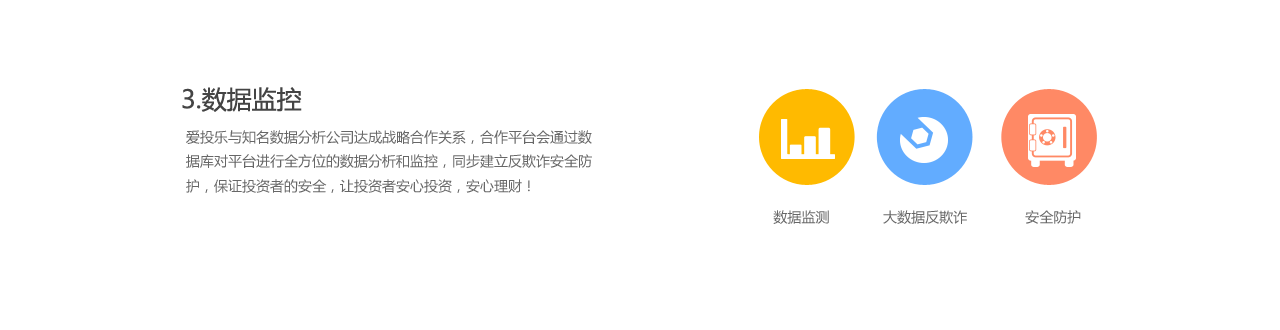 3.数据监控
爱投乐与知名数据分析公司达成战略合作关系，合作平台会通过数
据库对平台进行全方位的数据分析和监控，同步建立反欺诈安全防
护，保证投资者的安全，让投资者安心投资，安心理财！
数据监测
大数据反欺诈
安全防护